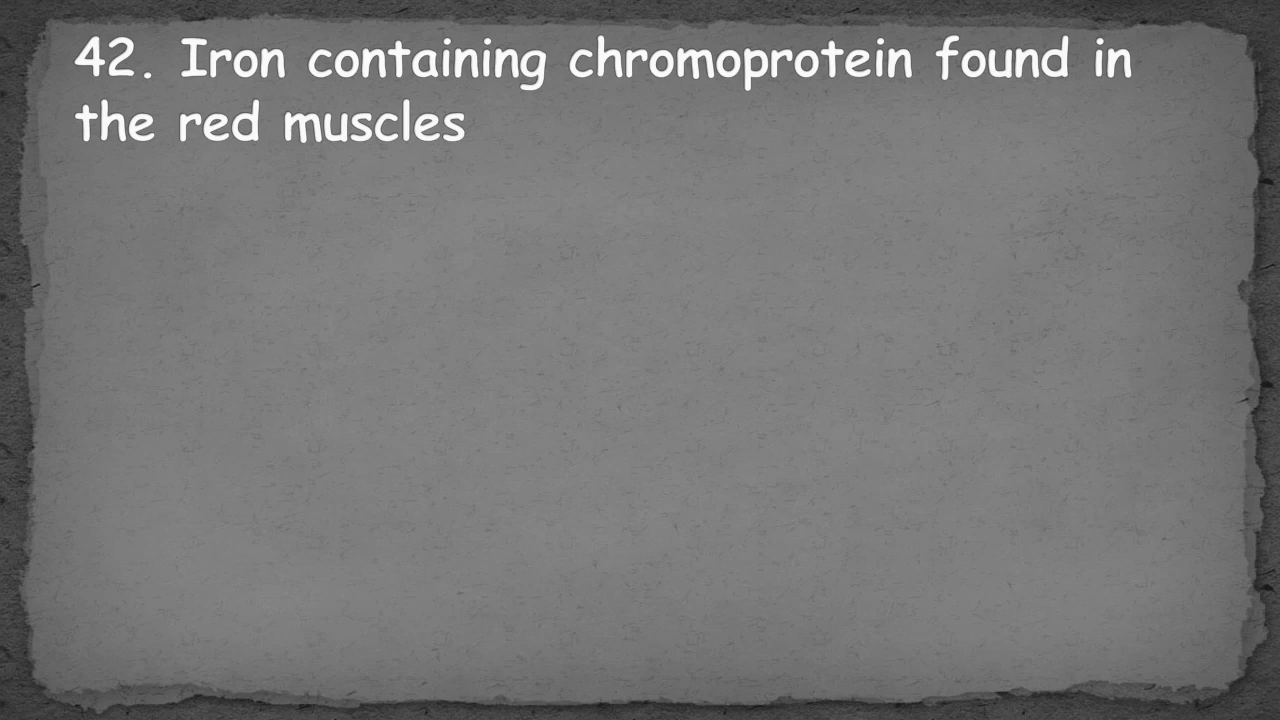 42. Iron containing chromoprotein found in
the red muscles